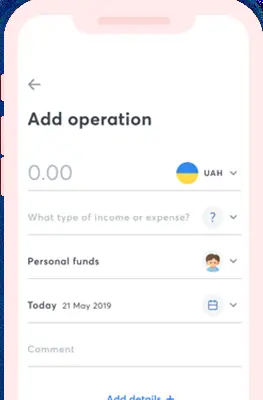 Add operation
0.00 UAH
What type of income or expense? ?
Personal funds
Today 21 May 2019
Comment
Add details +